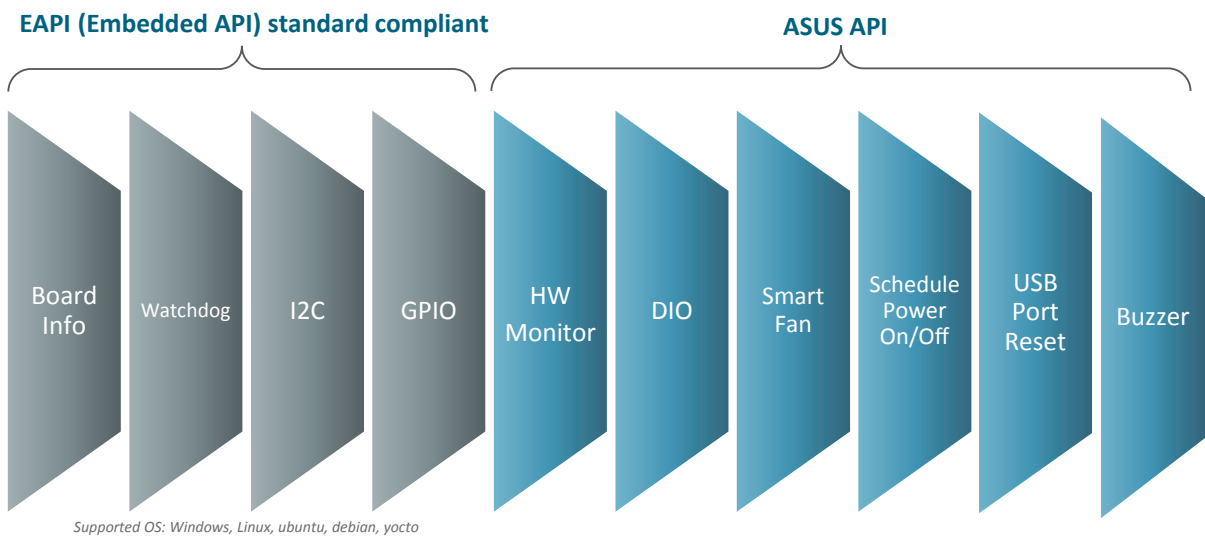 EAPI (Embedded API) standard compliant
ASUS API
Board
Info
Watchdog
I2C
GPIO
HW
Monitor
DIO
Smart
Fan
Schedule
Power
On/Off
USB
Port
Reset
Buzzer
Supported OS: Windows, Linux, ubuntu, debian, yocto